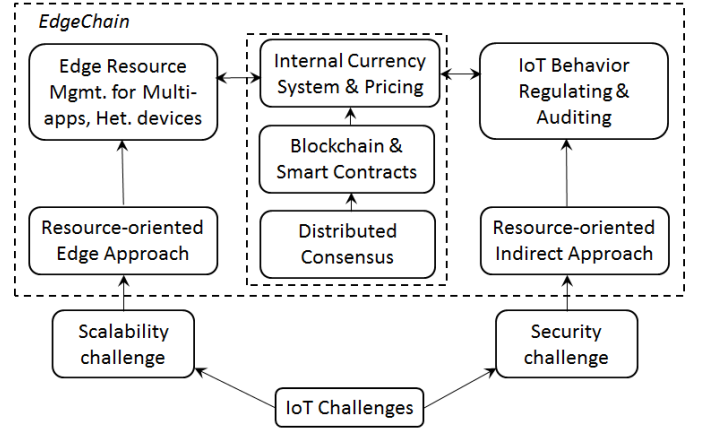 EdgeChain
Edge Resource
Mgmt. for Multi-
apps, Het. devices
Internal Currency
System & Pricing
IoT Behavior
Regulating &
Auditing
Blockchain &
Smart Contracts
Resource-oriented
Edge Approach
Distributed
Consensus
Resource-oriented
Indirect Approach
Scalability
challenge
Security
challenge
IoT Challenges